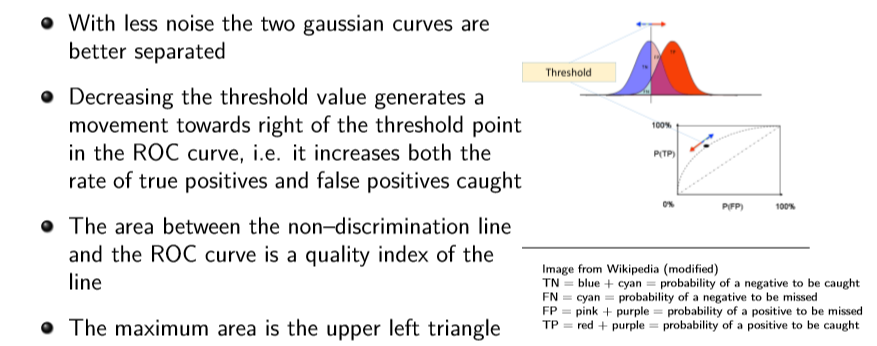 With less noise the two gaussian curves are
better separated
Decreasing the threshold value generates a
movement towards right of the threshold point
in the ROC curve, i.e. it increases both the
rate of true positives and false positives caught
The area between the non–discrimination line
and the ROC curve is a quality index of the
line
The maximum area is the upper left triangle
Threshold
100%
P(TP)
0%
P(FP)
100%
Image from Wikipedia (modified)
TN = blue + cyan = probability of a negative to be caught
FN = cyan = probability of a negative to be missed
FP = pink + purple = probability of a positive to be missed
TP = red + purple = probability of a positive to be caught